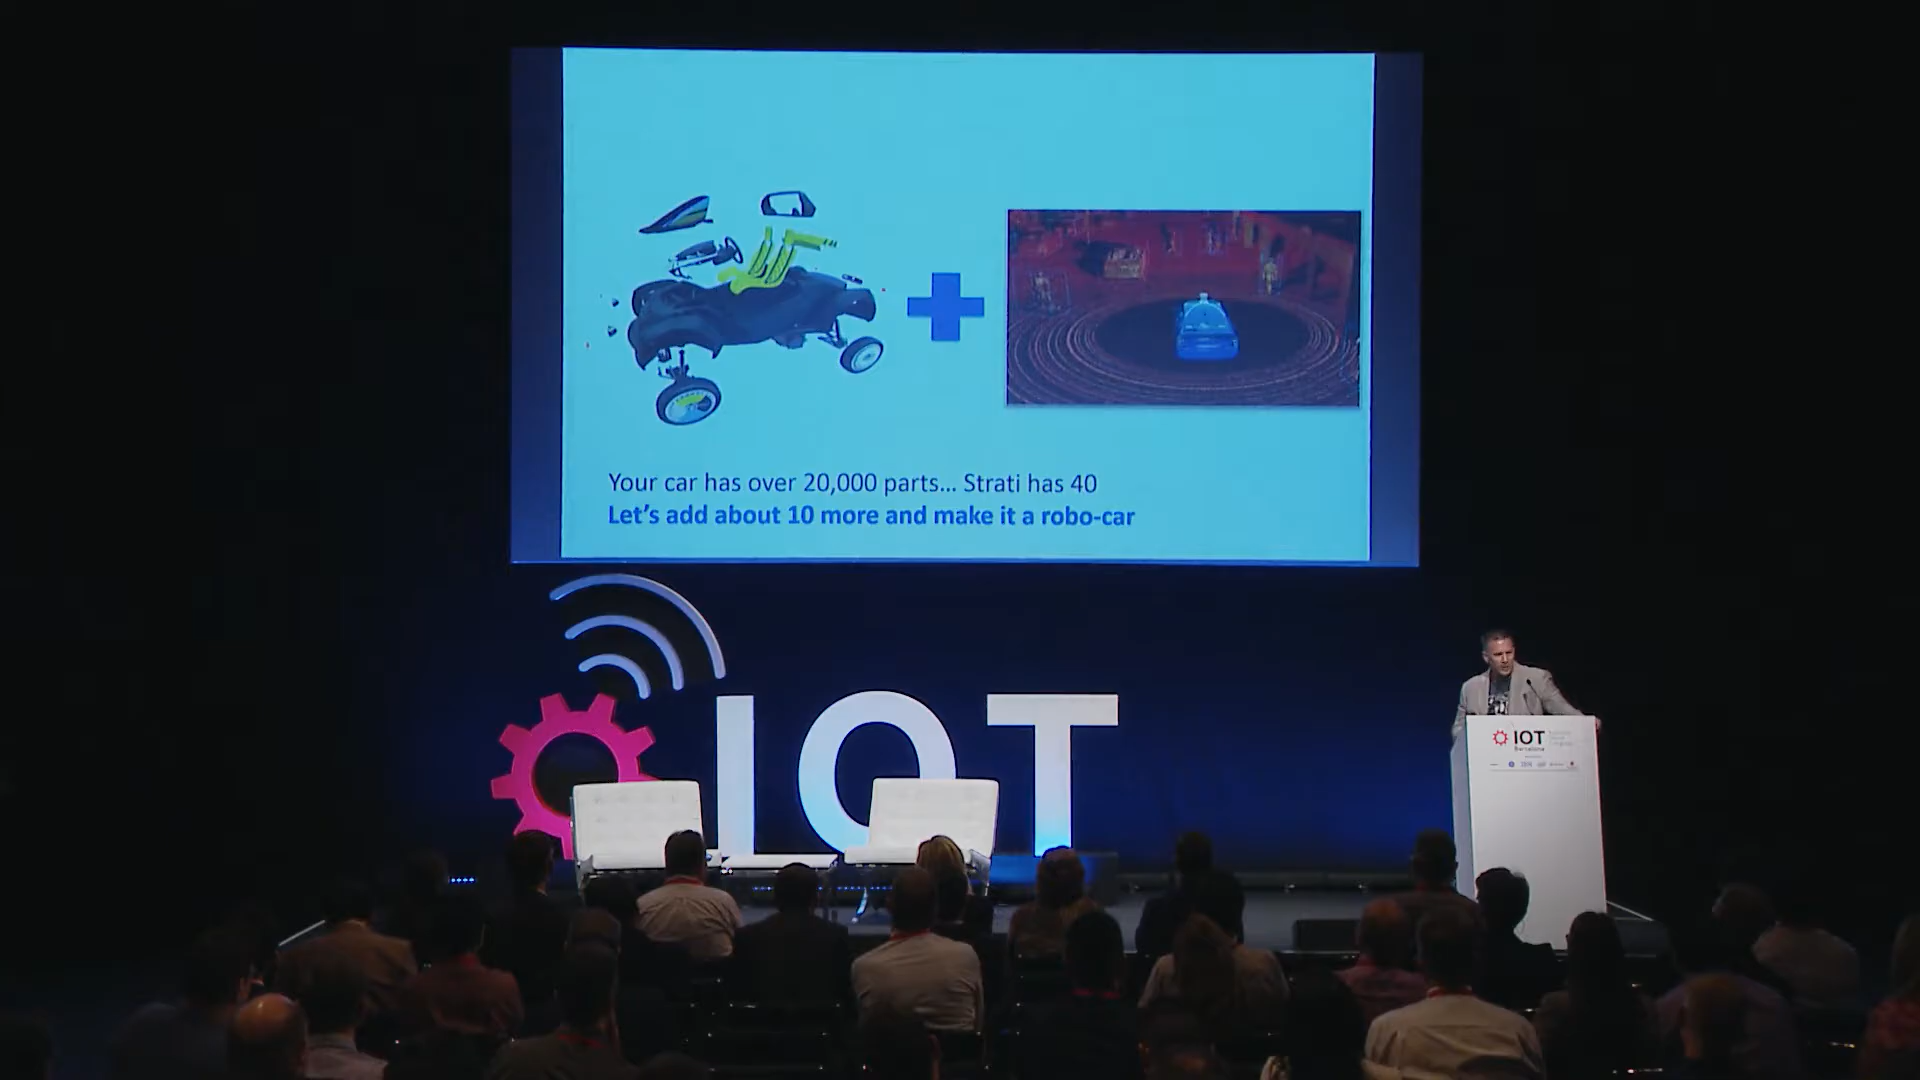 Your car has over 20,000 parts... Strati has 40
Let's add about 10 more and make it a robo-car
IOT
IOT
Barcelona